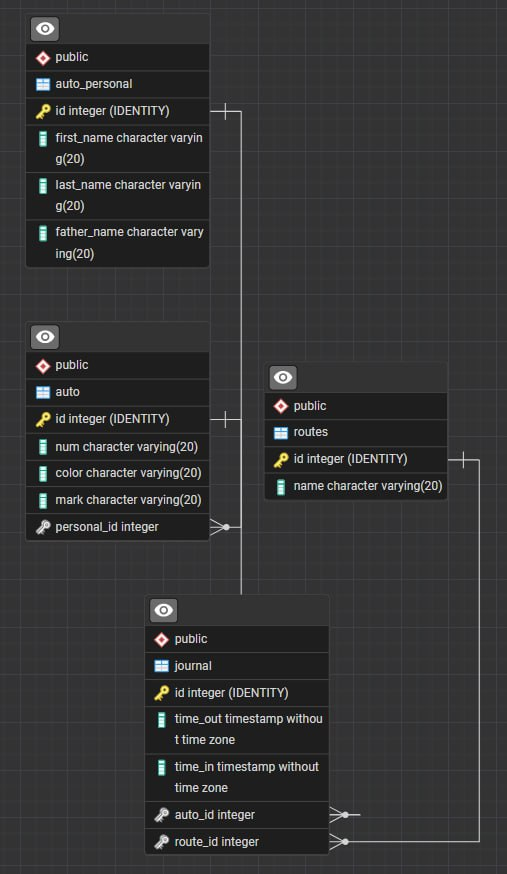 public
auto_personal
id integer (IDENTITY)
first_name character varyin
g(20)
last_name character varyin
g(20)
father_name character vary
ing(20)
public
auto
id integer (IDENTITY)
num character varying(20)
color character varying(20)
mark character varying(20)
personal_id integer
public
routes
id integer (IDENTITY)
name character varying(20)
public
journal
id integer (IDENTITY)
time_out timestamp withou
t time zone
time_in timestamp without
time zone
auto_id integer
route_id integer